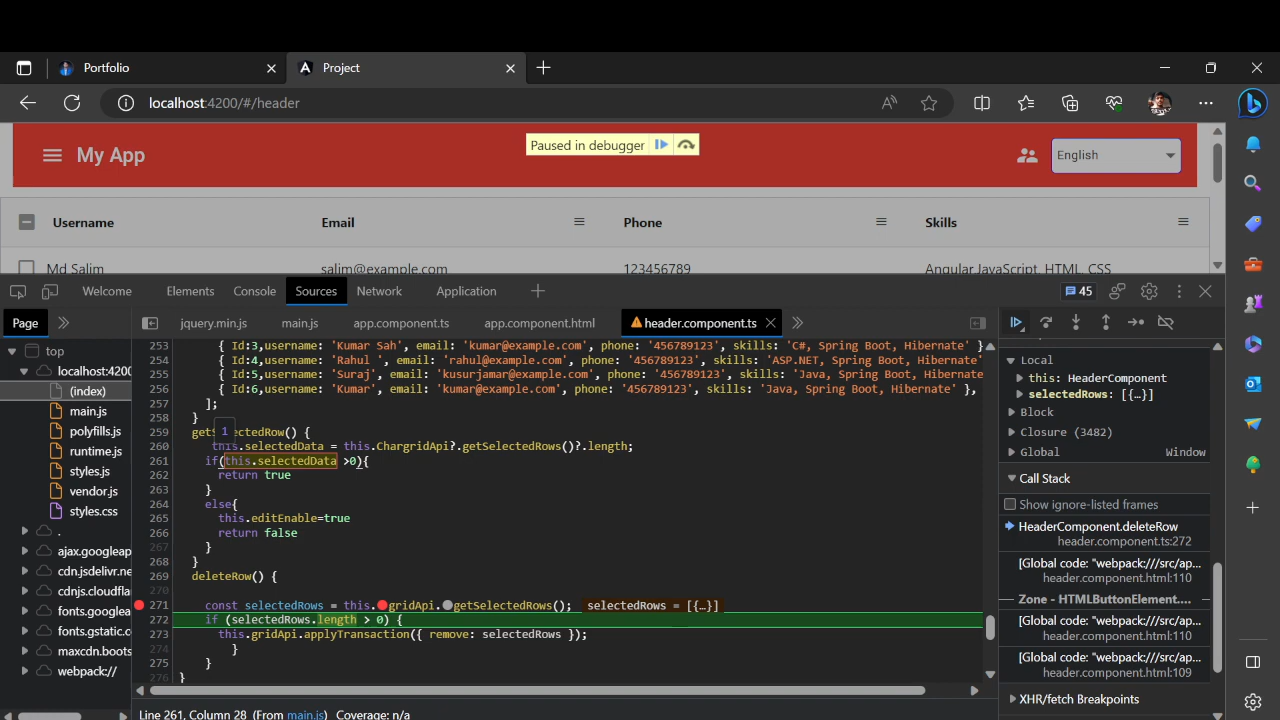 Portfolio
Project
localhost:4200/#/header
My App
Paused in debugger
English
Username Email Phone Skills
Md Salim salim@example.com 123456789 Angular JavaScript, HTML, CSS
Welcome Elements Console Sources Network Application 45
Page jquery.min.js main.js app.component.ts app.component.html header.component.ts
top
localhost:4200
(index)
main.js
polyfills.js
runtime.js
styles.js
vendor.js
styles.css
.
ajax.googleap
cdn.jsdelivr.ne
cdnjs.cloudfla
fonts.googlea
fonts.gstatic.c
maxcdn.boots
webpack://
253 { Id:3,username: 'Kumar Sah', email: 'kumar@example.com', phone: '456789123', skills: 'C#, Spring Boot, Hibernate' }
254 { Id:4,username: 'Rahul ', email: 'rahul@example.com', phone: '456789123', skills: 'ASP.NET, Spring Boot, Hibernate'
255 { Id:5,username: 'Suraj', email: 'kusurjamar@example.com', phone: '456789123', skills: 'Java, Spring Boot, Hibernate
256 { Id:6,username: 'Kumar', email: 'kumar@example.com', phone: '456789123', skills: 'Java, Spring Boot, Hibernate' },
257 ];
258 }
259 getS 1 ectedRow() {
260 this.selectedData = this.ChargridApi?.getSelectedRows()?.length;
261 if(this.selectedData >0){
262 return true
263 }
264 else{
265 this.editEnable=true
266 return false
267 }
268 }
269 deleteRow() {
270
271 const selectedRows = this.gridApi.getSelectedRows(); selectedRows = [{…}]
272 if (selectedRows.length > 0) {
273 this.gridApi.applyTransaction({ remove: selectedRows });
274 }
275 }
276 }
Line 261, Column 28 (From main.js) Coverage: n/a
Local
this: HeaderComponent
selectedRows: [{…}]
Block
Closure (3482)
Global Window
Call Stack
Show ignore-listed frames
HeaderComponent.deleteRow
header.component.ts:272
[Global code: "webpack:///src/ap...
header.component.html:110
Zone - HTMLButtonElement....
[Global code: "webpack:///src/ap...
header.component.html:110
[Global code: "webpack:///src/ap...
header.component.html:109
XHR/fetch Breakpoints